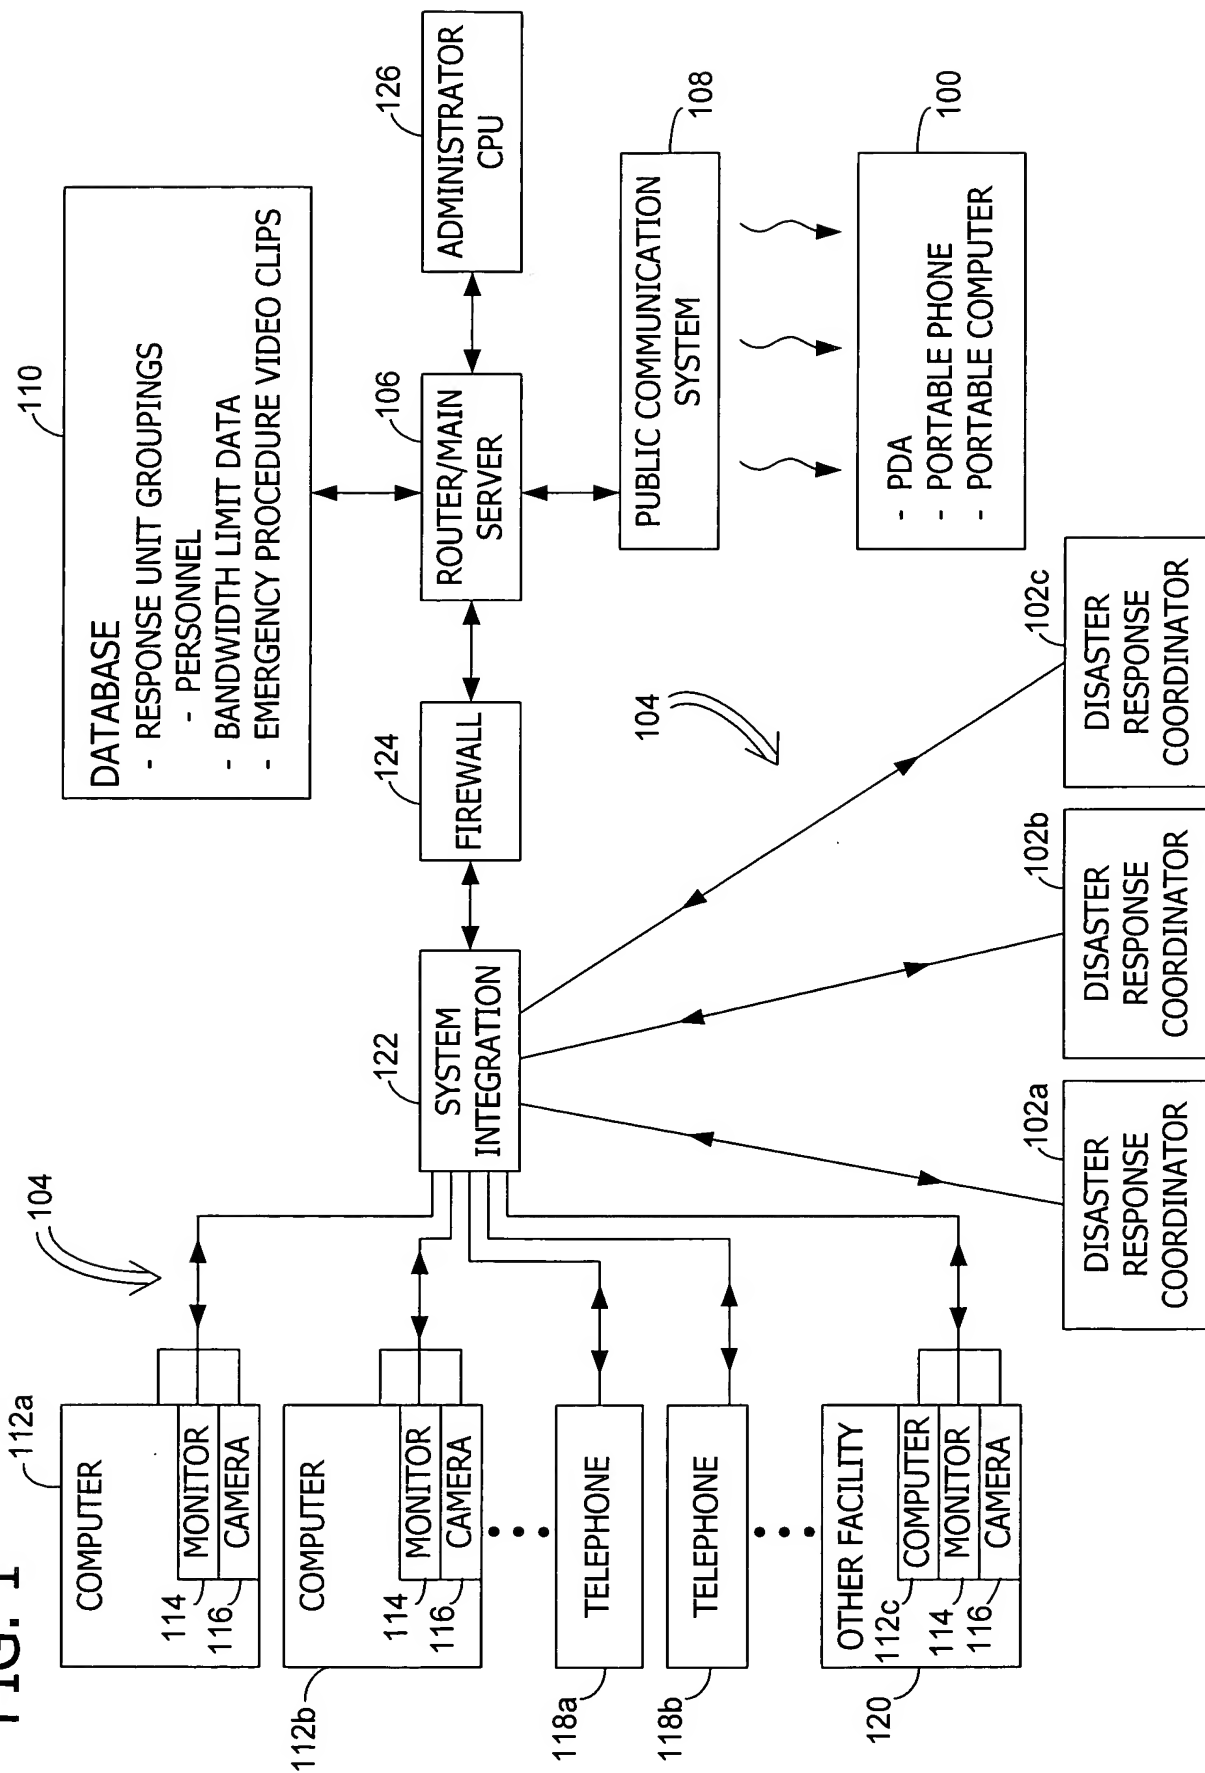 FIG. 1
112a
COMPUTER
MONITOR
CAMERA
114
116
104
112b
COMPUTER
MONITOR
CAMERA
114
116
118a
TELEPHONE
118b
TELEPHONE
120
OTHER FACILITY
COMPUTER
MONITOR
CAMERA
112c
114
116
122
SYSTEM
INTEGRATION
124
FIREWALL
106
ROUTER/MAIN
SERVER
126
ADMINISTRATOR
CPU
110
DATABASE
- RESPONSE UNIT GROUPINGS
- PERSONNEL
- BANDWIDTH LIMIT DATA
- EMERGENCY PROCEDURE VIDEO CLIPS
108
PUBLIC COMMUNICATION
SYSTEM
100
- PDA
- PORTABLE PHONE
- PORTABLE COMPUTER
104
102a
DISASTER
RESPONSE
COORDINATOR
102b
DISASTER
RESPONSE
COORDINATOR
102c
DISASTER
RESPONSE
COORDINATOR